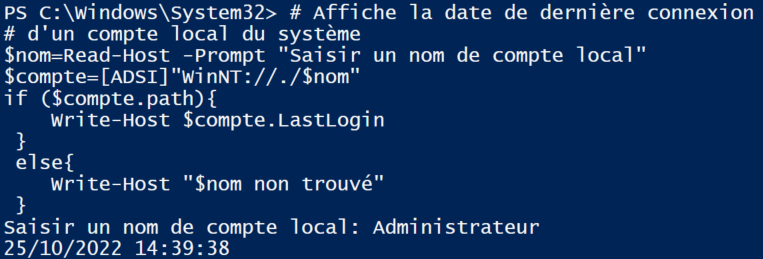 PS C:\Windows\System32> # Affiche la date de dernière connexion
# d'un compte local du système
$nom=Read-Host -Prompt "Saisir un nom de compte local"
$compte=[ADSI]"WinNT://./$nom"
if ($compte.path){
    Write-Host $compte.LastLogin
 }
 else{
    Write-Host "$nom non trouvé"
 }
Saisir un nom de compte local: Administrateur
25/10/2022 14:39:38